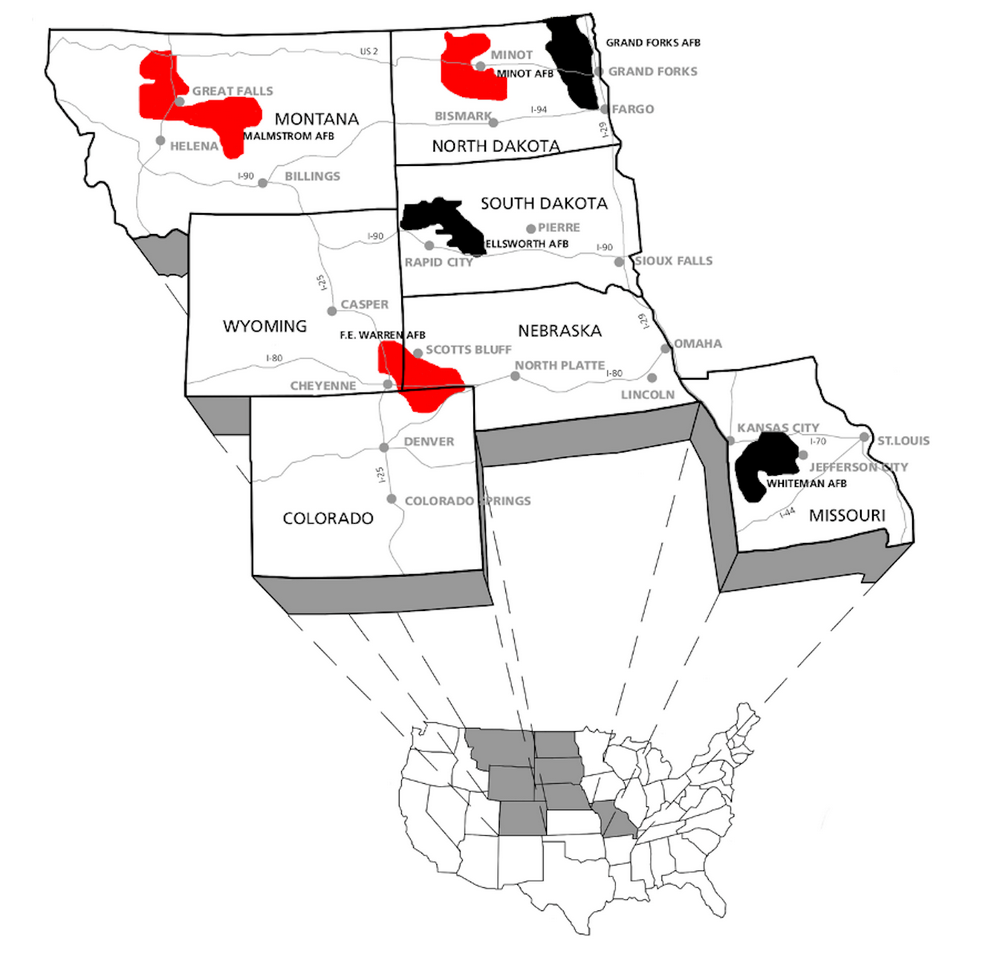 GRAND FORKS AFB
US 2
MINOT
MINOT AFB
GRAND FORKS
GREAT FALLS
MONTANA
MALMSTROM AFB
HELENA
BISMARK
I-94
FARGO
I-29
NORTH DAKOTA
I-90
BILLINGS
SOUTH DAKOTA
PIERRE
ELLSWORTH AFB
I-90
RAPID CITY
I-90
SIOUX FALLS
I-25
CASPER
WYOMING
F.E. WARREN AFB
NEBRASKA
I-29
OMAHA
SCOTTS BLUFF
I-80
CHEYENNE
NORTH PLATTE
I-80
LINCOLN
DENVER
KANSAS CITY
I-70
ST.LOUIS
JEFFERSON CITY
WHITEMAN AFB
I-25
COLORADO SPRINGS
COLORADO
I-44
MISSOURI